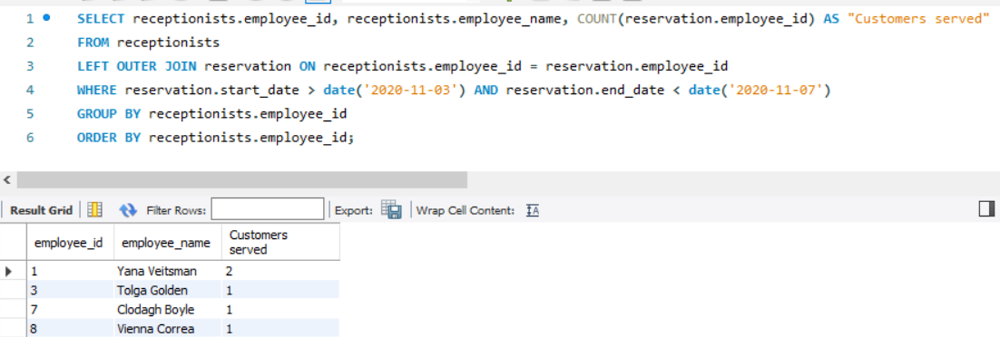 1 SELECT receptionists.employee_id, receptionists.employee_name, COUNT(reservation.employee_id) AS "Customers served"
2 FROM receptionists
3 LEFT OUTER JOIN reservation ON receptionists.employee_id = reservation.employee_id
4 WHERE reservation.start_date > date('2020-11-03') AND reservation.end_date < date('2020-11-07')
5 GROUP BY receptionists.employee_id
6 ORDER BY receptionists.employee_id;
Result Grid Filter Rows: Export: Wrap Cell Content: IA
employee_id employee_name Customers served
1 Yana Veitsman 2
3 Tolga Golden 1
7 Clodagh Boyle 1
8 Vienna Correa 1